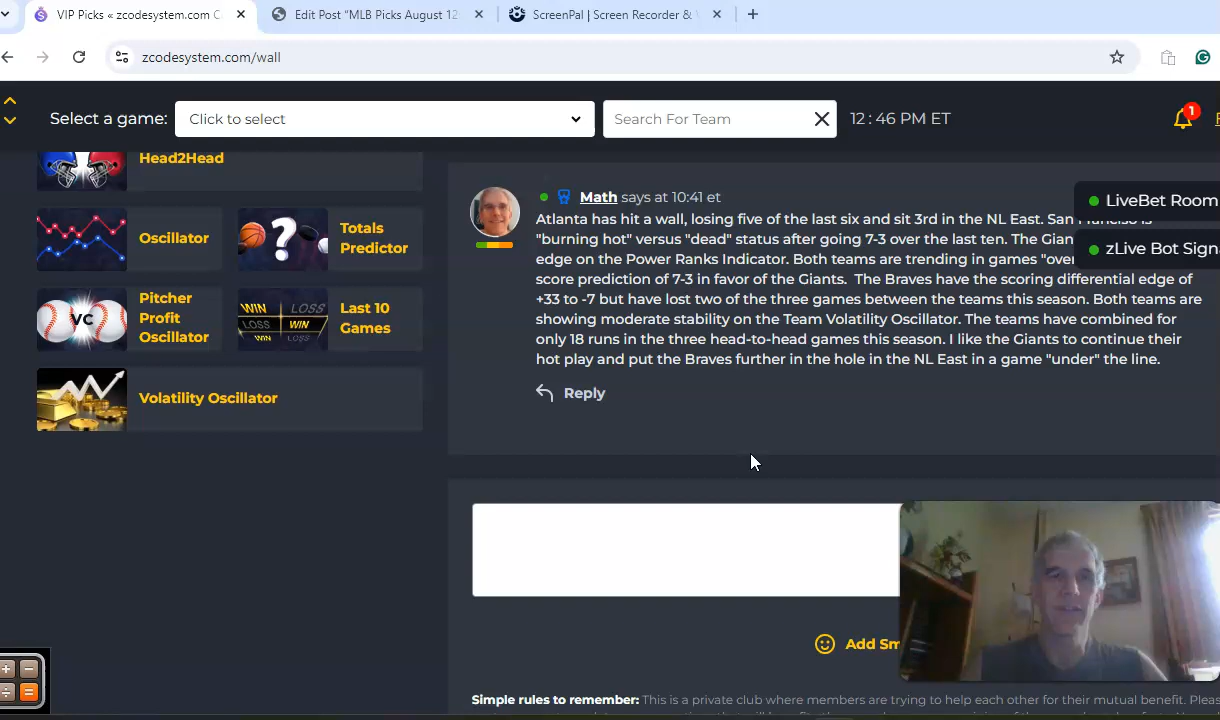 VIP Picks « zcodesystem.com C
Edit Post "MLB Picks August 12
ScreenPal | Screen Recorder &
zcodesystem.com/wall
Select a game:
Click to select
Search For Team
12 : 46 PM ET
1
Head2Head
Oscillator
Totals
Predictor
Pitcher
Profit
Oscillator
VC
WIN LOSS
LOSS WIN
WIN LOSS
Last 10
Games
Volatility Oscillator
Math says at 10:41 et
Atlanta has hit a wall, losing five of the last six and sit 3rd in the NL East. San
"burning hot" versus "dead" status after going 7-3 over the last ten. The Gian
edge on the Power Ranks Indicator. Both teams are trending in games "over
score prediction of 7-3 in favor of the Giants. The Braves have the scoring differential edge of
+33 to -7 but have lost two of the three games between the teams this season. Both teams are
showing moderate stability on the Team Volatility Oscillator. The teams have combined for
only 18 runs in the three head-to-head games this season. I like the Giants to continue their
hot play and put the Braves further in the hole in the NL East in a game "under" the line.
Reply
LiveBet Room
zLive Bot Sign
Add Sm
Simple rules to remember: This is a private club where members are trying to help each other for their mutual benefit. Pleas